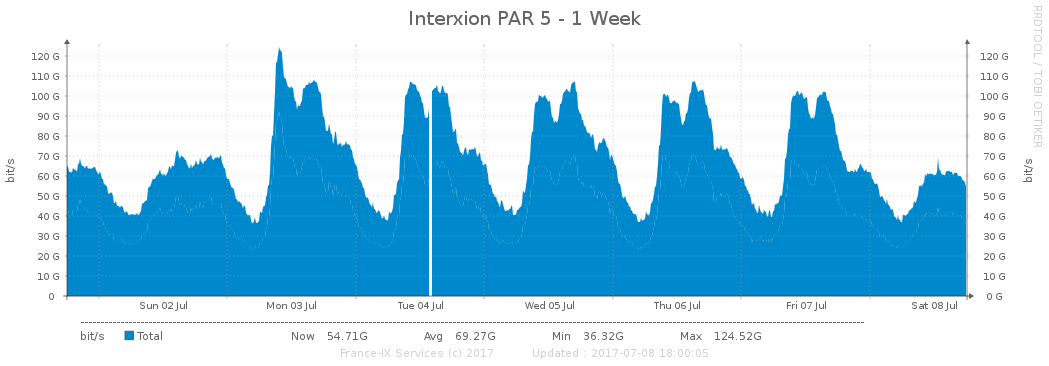 Interxion PAR 5 - 1 Week
RRDTOOL / TOBI OETIKER
bit/s
120 G 120 G
110 G 110 G
100 G 100 G
90 G 90 G
80 G 80 G
70 G 70 G
60 G 60 G
50 G 50 G
40 G 40 G
30 G 30 G
20 G 20 G
10 G 10 G
0 0 G
bit/s
Sun 02 Jul Mon 03 Jul Tue 04 Jul Wed 05 Jul Thu 06 Jul Fri 07 Jul Sat 08 Jul
bit/s Total Now 54.71G Avg 69.27G Min 36.32G Max 124.52G
France-IX Services (c) 2017 Updated : 2017-07-08 18:00:05